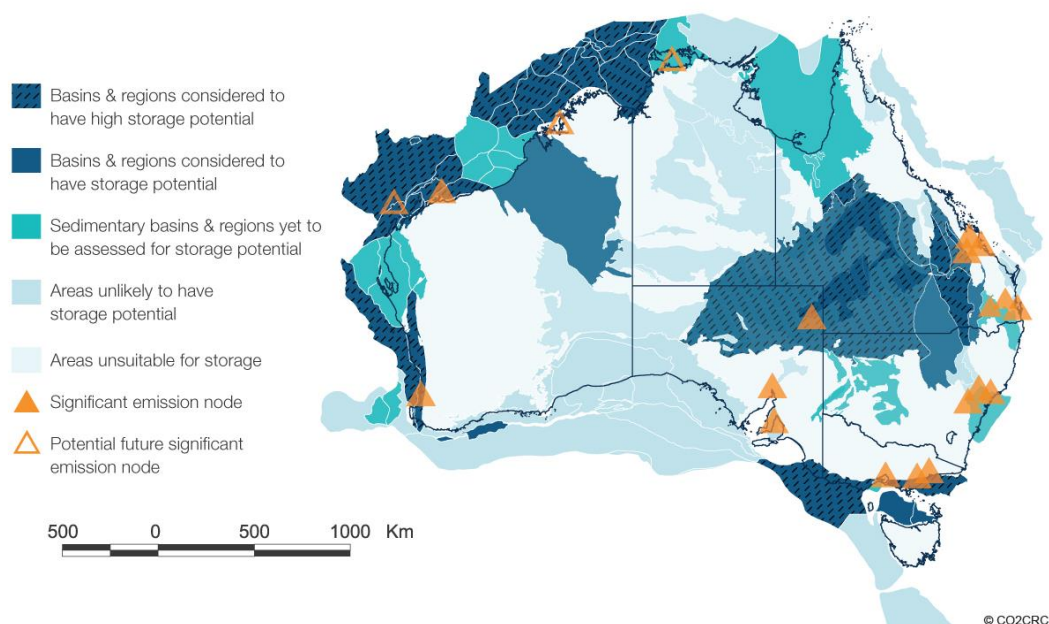 Basins & regions considered to
have high storage potential
Basins & regions considered to
have storage potential
Sedimentary basins & regions yet to
be assessed for storage potential
Areas unlikely to have
storage potential
Areas unsuitable for storage
Significant emission node
Potential future significant
emission node
500 0 500 1000 Km
© CO2CRC